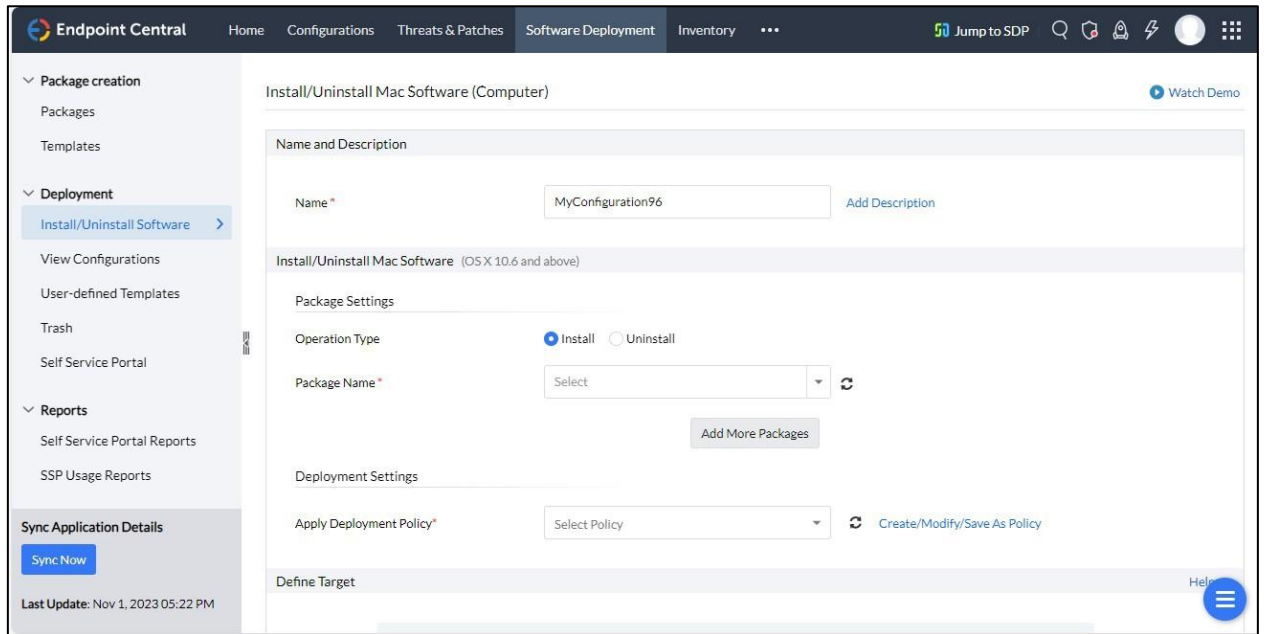 Endpoint Central Home Configurations Threats & Patches Software Deployment Inventory ••• Jump to SDP
Package creation
Packages
Templates
Deployment
Install/Uninstall Software
View Configurations
User-defined Templates
Trash
Self Service Portal
Reports
Self Service Portal Reports
SSP Usage Reports
Sync Application Details
Sync Now
Last Update: Nov 1, 2023 05:22 PM
Install/Uninstall Mac Software (Computer) Watch Demo
Name and Description
Name* MyConfiguration96 Add Description
Install/Uninstall Mac Software (OS X 10.6 and above)
Package Settings
Operation Type Install Uninstall
Package Name* Select
Add More Packages
Deployment Settings
Apply Deployment Policy* Select Policy Create/Modify/Save As Policy
Define Target